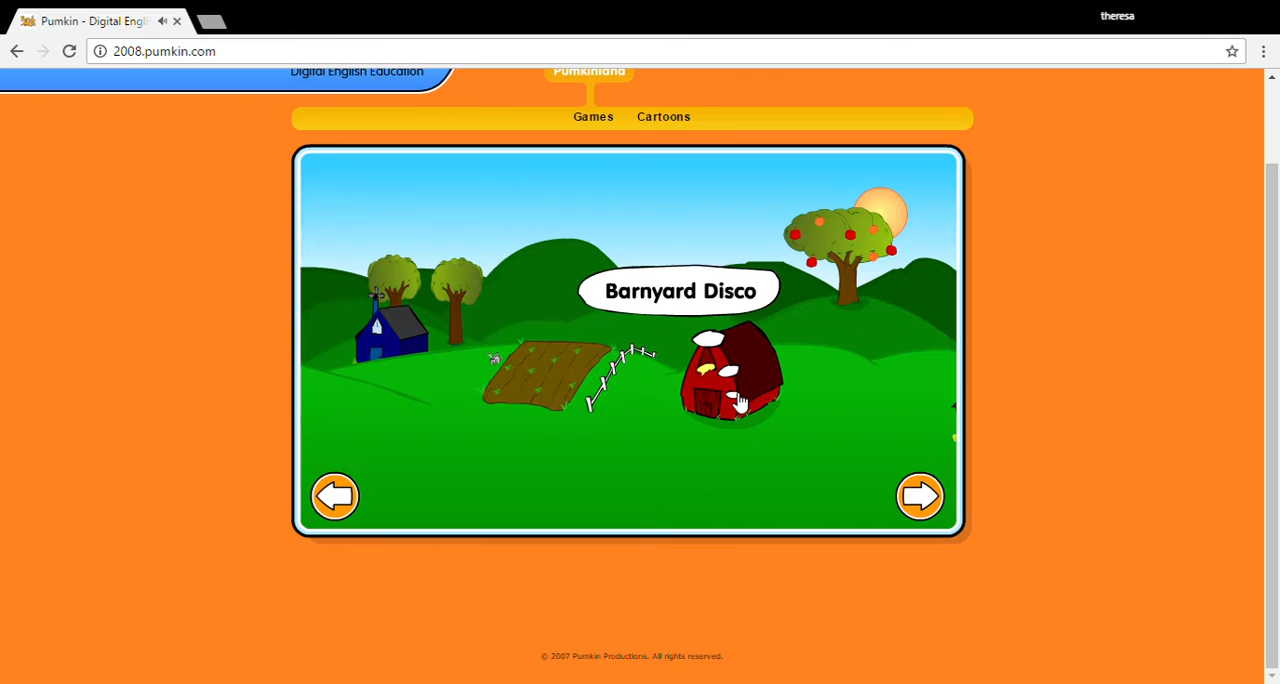 theresa
Pumkin - Digital Engli
2008.pumkin.com
Digital English Education
Pumkinland
Games Cartoons
Barnyard Disco
© 2007 Pumkin Productions. All rights reserved.